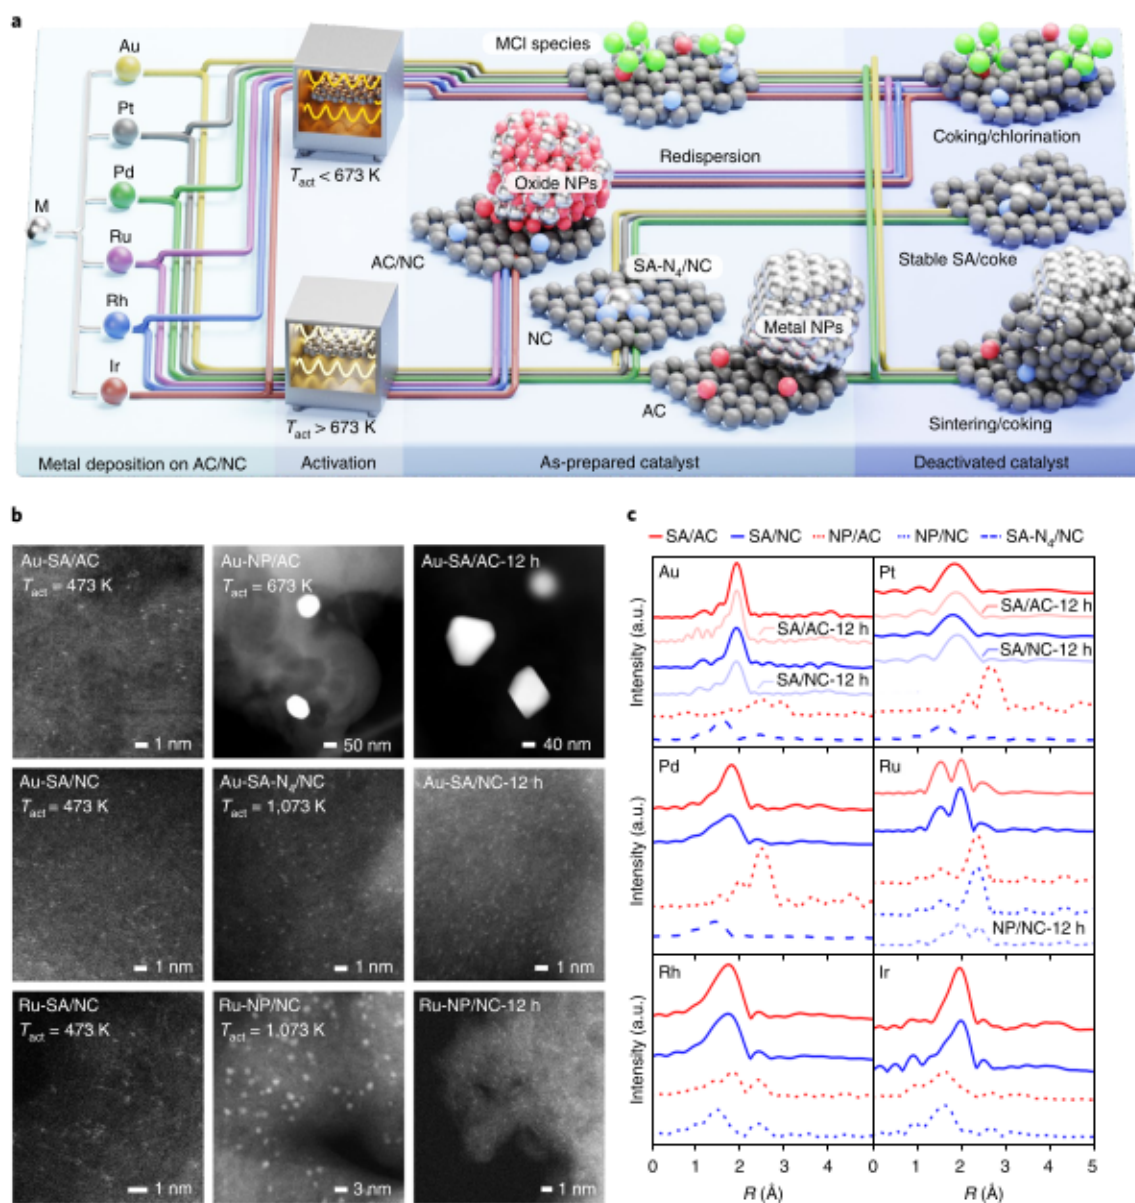 a
Au
Pt
Pd
M
Ru
Rh
Ir
T_act < 673 K
T_act > 673 K
MCl species
Oxide NPs
Redispersion
AC/NC
SA-N4/NC
NC
Metal NPs
AC
Coking/chlorination
Stable SA/coke
Sintering/coking
Metal deposition on AC/NC
Activation
As-prepared catalyst
Deactivated catalyst
b
Au-SA/AC
T_act = 473 K
1 nm
Au-NP/AC
T_act = 673 K
50 nm
Au-SA/AC-12 h
40 nm
Au-SA/NC
T_act = 473 K
1 nm
Au-SA-N4/NC
T_act = 1,073 K
1 nm
Au-SA/NC-12 h
1 nm
Ru-SA/NC
T_act = 473 K
1 nm
Ru-NP/NC
T_act = 1,073 K
3 nm
Ru-NP/NC-12 h
1 nm
c
SA/AC SA/NC NP/AC NP/NC SA-N4/NC
Au
SA/AC-12 h
SA/NC-12 h
Pt
SA/AC-12 h
SA/NC-12 h
Intensity (a.u.)
Pd
Ru
NP/NC-12 h
Intensity (a.u.)
Rh
Ir
Intensity (a.u.)
0 1 2 3 4 0 1 2 3 4 5
R (Å) R (Å)